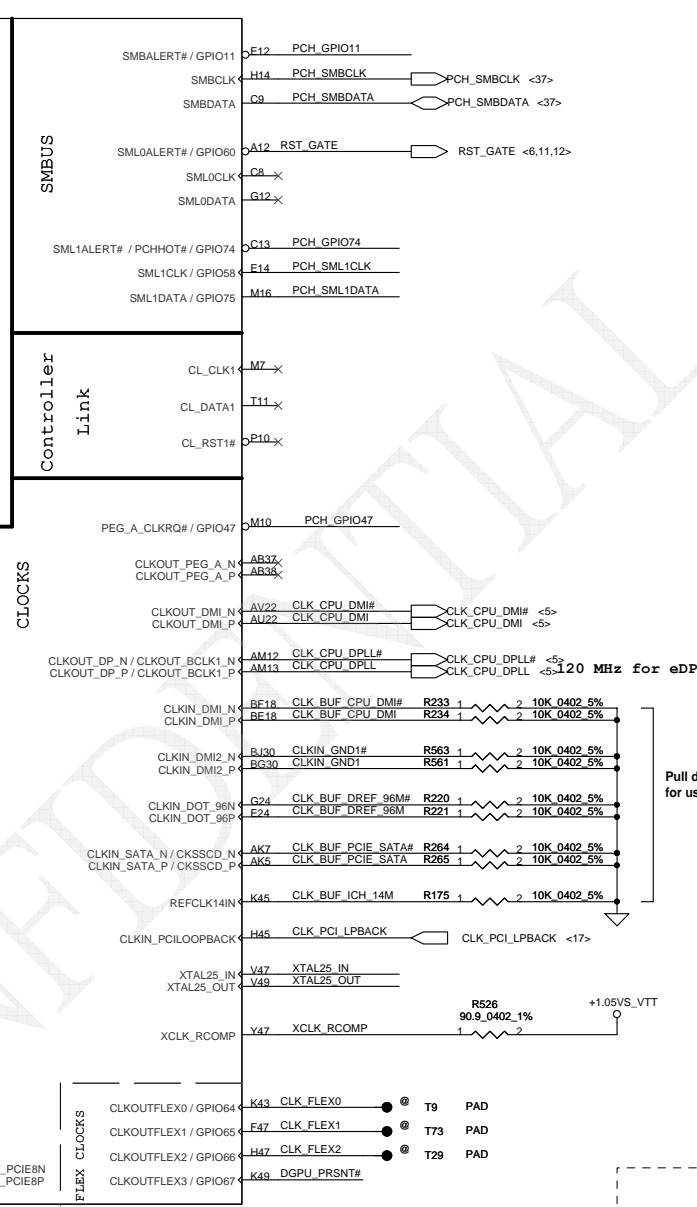 SMBUS
SMBALERT# / GPIO11 E12 PCH_GPIO11
SMBCLK H14 PCH_SMBCLK PCH_SMBCLK <37>
SMBDATA C9 PCH_SMBDATA PCH_SMBDATA <37>
SML0ALERT# / GPIO60 A12 RST_GATE RST_GATE <6,11,12>
SML0CLK C8
SML0DATA G12
SML1ALERT# / PCHHOT# / GPIO74 C13 PCH_GPIO74
SML1CLK / GPIO58 E14 PCH_SML1CLK
SML1DATA / GPIO75 M16 PCH_SML1DATA
Controller
Link
CL_CLK1 M7
CL_DATA1 T11
CL_RST1# P10
CLOCKS
PEG_A_CLKRQ# / GPIO47 M10 PCH_GPIO47
CLKOUT_PEG_A_N AB37
CLKOUT_PEG_A_P AB38
CLKOUT_DMI_N AV22 CLK_CPU_DMI# CLK_CPU_DMI# <5>
CLKOUT_DMI_P AU22 CLK_CPU_DMI CLK_CPU_DMI <5>
CLKOUT_DP_N / CLKOUT_BCLK1_N AM12 CLK_CPU_DPLL# CLK_CPU_DPLL# <5>
CLKOUT_DP_P / CLKOUT_BCLK1_P AM13 CLK_CPU_DPLL CLK_CPU_DPLL <5>
120 MHz for eDP
CLKIN_DMI_N BF18 CLK_BUF_CPU_DMI# R233 1 2 10K_0402_5%
CLKIN_DMI_P BE18 CLK_BUF_CPU_DMI R234 1 2 10K_0402_5%
CLKIN_DMI2_N BJ30 CLKIN_GND1# R563 1 2 10K_0402_5%
CLKIN_DMI2_P BG30 CLKIN_GND1 R561 1 2 10K_0402_5%
Pull d
for us
CLKIN_DOT_96N G24 CLK_BUF_DREF_96M# R220 1 2 10K_0402_5%
CLKIN_DOT_96P E24 CLK_BUF_DREF_96M R221 1 2 10K_0402_5%
CLKIN_SATA_N / CKSSCD_N AK7 CLK_BUF_PCIE_SATA# R264 1 2 10K_0402_5%
CLKIN_SATA_P / CKSSCD_P AK5 CLK_BUF_PCIE_SATA R265 1 2 10K_0402_5%
REFCLK14IN K45 CLK_BUF_ICH_14M R175 1 2 10K_0402_5%
CLKIN_PCILOOPBACK H45 CLK_PCI_LPBACK CLK_PCI_LPBACK <17>
XTAL25_IN V47 XTAL25_IN
XTAL25_OUT V49 XTAL25_OUT
R526
90.9_0402_1%
+1.05VS_VTT
XCLK_RCOMP Y47 XCLK_RCOMP 1 2
FLEX CLOCKS
CLKOUTFLEX0 / GPIO64 K43 CLK_FLEX0 @ T9 PAD
CLKOUTFLEX1 / GPIO65 F47 CLK_FLEX1 @ T73 PAD
CLKOUTFLEX2 / GPIO66 H47 CLK_FLEX2 @ T29 PAD
CLKOUTFLEX3 / GPIO67 K49 DGPU_PRSNT#
_PCIE8N
_PCIE8P
NFIDENTIAL